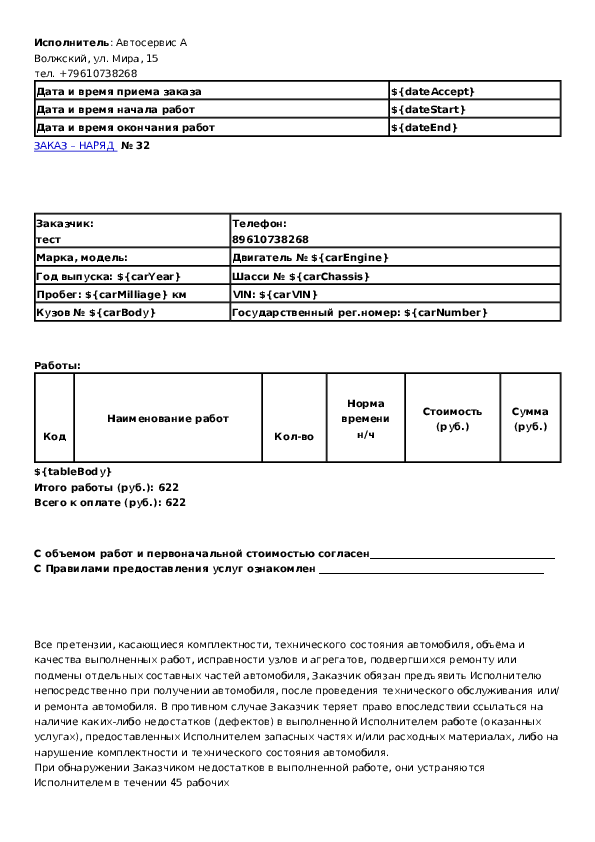 Исполнитель: Автосервис А
Волжский, ул. Мира, 15
тел. +79610738268
Дата и время приема заказа ${dateAccept}
Дата и время начала работ ${dateStart}
Дата и время окончания работ ${dateEnd}
ЗАКАЗ – НАРЯД № 32
Заказчик: Телефон:
тест 89610738268
Марка, модель: Двигатель № ${carEngine}
Год выпуска: ${carYear} Шасси № ${carChassis}
Пробег: ${carMilliage} км VIN: ${carVIN}
Кузов № ${carBody} Государственный рег.номер: ${carNumber}
Работы:
Код Наименование работ Кол-во Норма времени н/ч Стоимость (руб.) Сумма (руб.)
${tableBody}
Итого работы (руб.): 622
Всего к оплате (руб.): 622
С объемом работ и первоначальной стоимостью согласен___________________________________
С Правилами предоставления услуг ознакомлен ___________________________________________
Все претензии, касающиеся комплектности, технического состояния автомобиля, объёма и
качества выполненных работ, исправности узлов и агрегатов, подвергшихся ремонту или
подмены отдельных составных частей автомобиля, Заказчик обязан предъявить Исполнителю
непосредственно при получении автомобиля, после проведения технического обслуживания или/
и ремонта автомобиля. В противном случае Заказчик теряет право впоследствии ссылаться на
наличие каких-либо недостатков (дефектов) в выполненной Исполнителем работе (оказанных
услугах), предоставленных Исполнителем запасных частях и/или расходных материалах, либо на
нарушение комплектности и технического состояния автомобиля.
При обнаружении Заказчиком недостатков в выполненной работе, они устраняются
Исполнителем в течении 45 рабочих